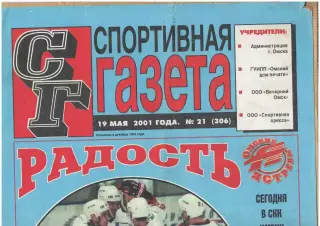 СГ
СПОРТИВНАЯ
газета
19 МАЯ 2001 ГОДА. № 21 (306)
УЧРЕДИТЕЛИ:
Администрация
г. Омска
ГУИПП «Омский
дом печати»
ООО «Вечерний
Омск»
ООО «Спортивная
пресса»
РАДОСТЬ
СЕГОДНЯ
В СКК